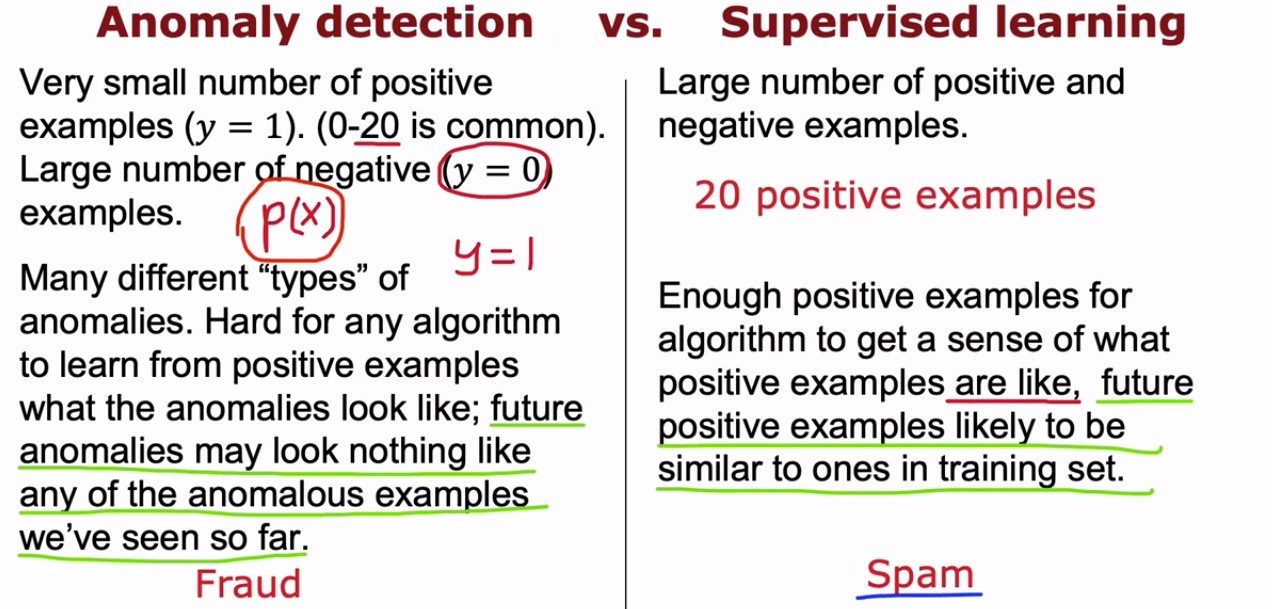 Anomaly detection vs. Supervised learning
Very small number of positive
examples (y = 1). (0-20 is common).
Large number of negative (y = 0)
examples.
p(x)
y=1
Many different “types” of
anomalies. Hard for any algorithm
to learn from positive examples
what the anomalies look like; future
anomalies may look nothing like
any of the anomalous examples
we’ve seen so far.
Fraud
Large number of positive and
negative examples.
20 positive examples
Enough positive examples for
algorithm to get a sense of what
positive examples are like, future
positive examples likely to be
similar to ones in training set.
Spam